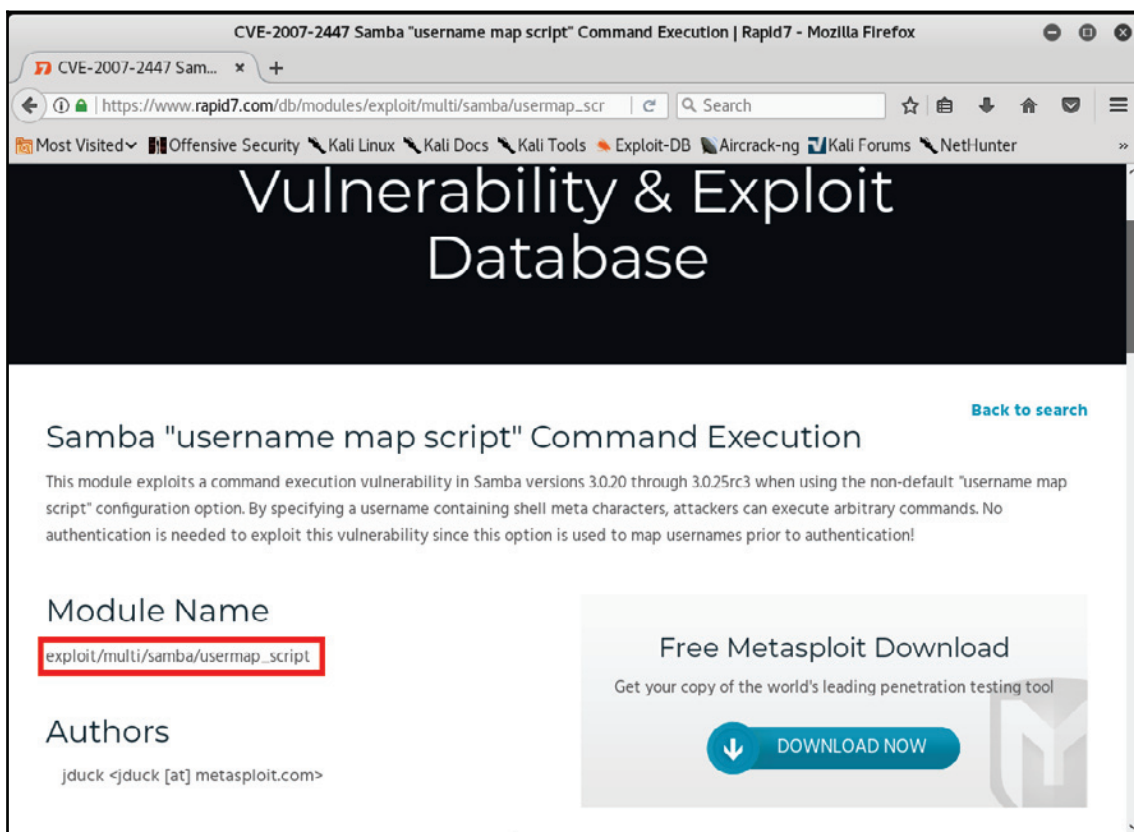 CVE-2007-2447 Samba "username map script" Command Execution | Rapid7 - Mozilla Firefox
CVE-2007-2447 Sam... × +
https://www.rapid7.com/db/modules/exploit/multi/samba/usermap_scr
Search
Most Visited
Offensive Security
Kali Linux
Kali Docs
Kali Tools
Exploit-DB
Aircrack-ng
Kali Forums
NetHunter
»
Vulnerability & Exploit
Database
Back to search
Samba "username map script" Command Execution
This module exploits a command execution vulnerability in Samba versions 3.0.20 through 3.0.25rc3 when using the non-default "username map
script" configuration option. By specifying a username containing shell meta characters, attackers can execute arbitrary commands. No
authentication is needed to exploit this vulnerability since this option is used to map usernames prior to authentication!
Module Name
exploit/multi/samba/usermap_script
Authors
jduck <jduck [at] metasploit.com>
Free Metasploit Download
Get your copy of the world's leading penetration testing tool
DOWNLOAD NOW